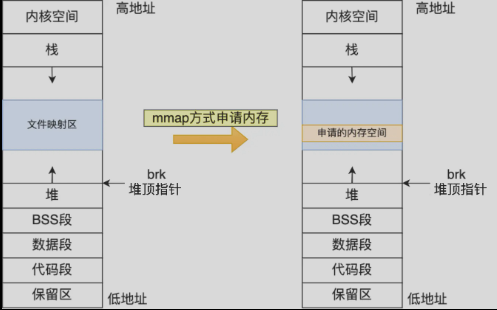 高地址
内核空间
栈
文件映射区
brk
堆顶指针
堆
BSS段
数据段
代码段
保留区
低地址
mmap方式申请内存
高地址
内核空间
栈
申请的内存空间
brk
堆顶指针
堆
BSS段
数据段
代码段
保留区
低地址